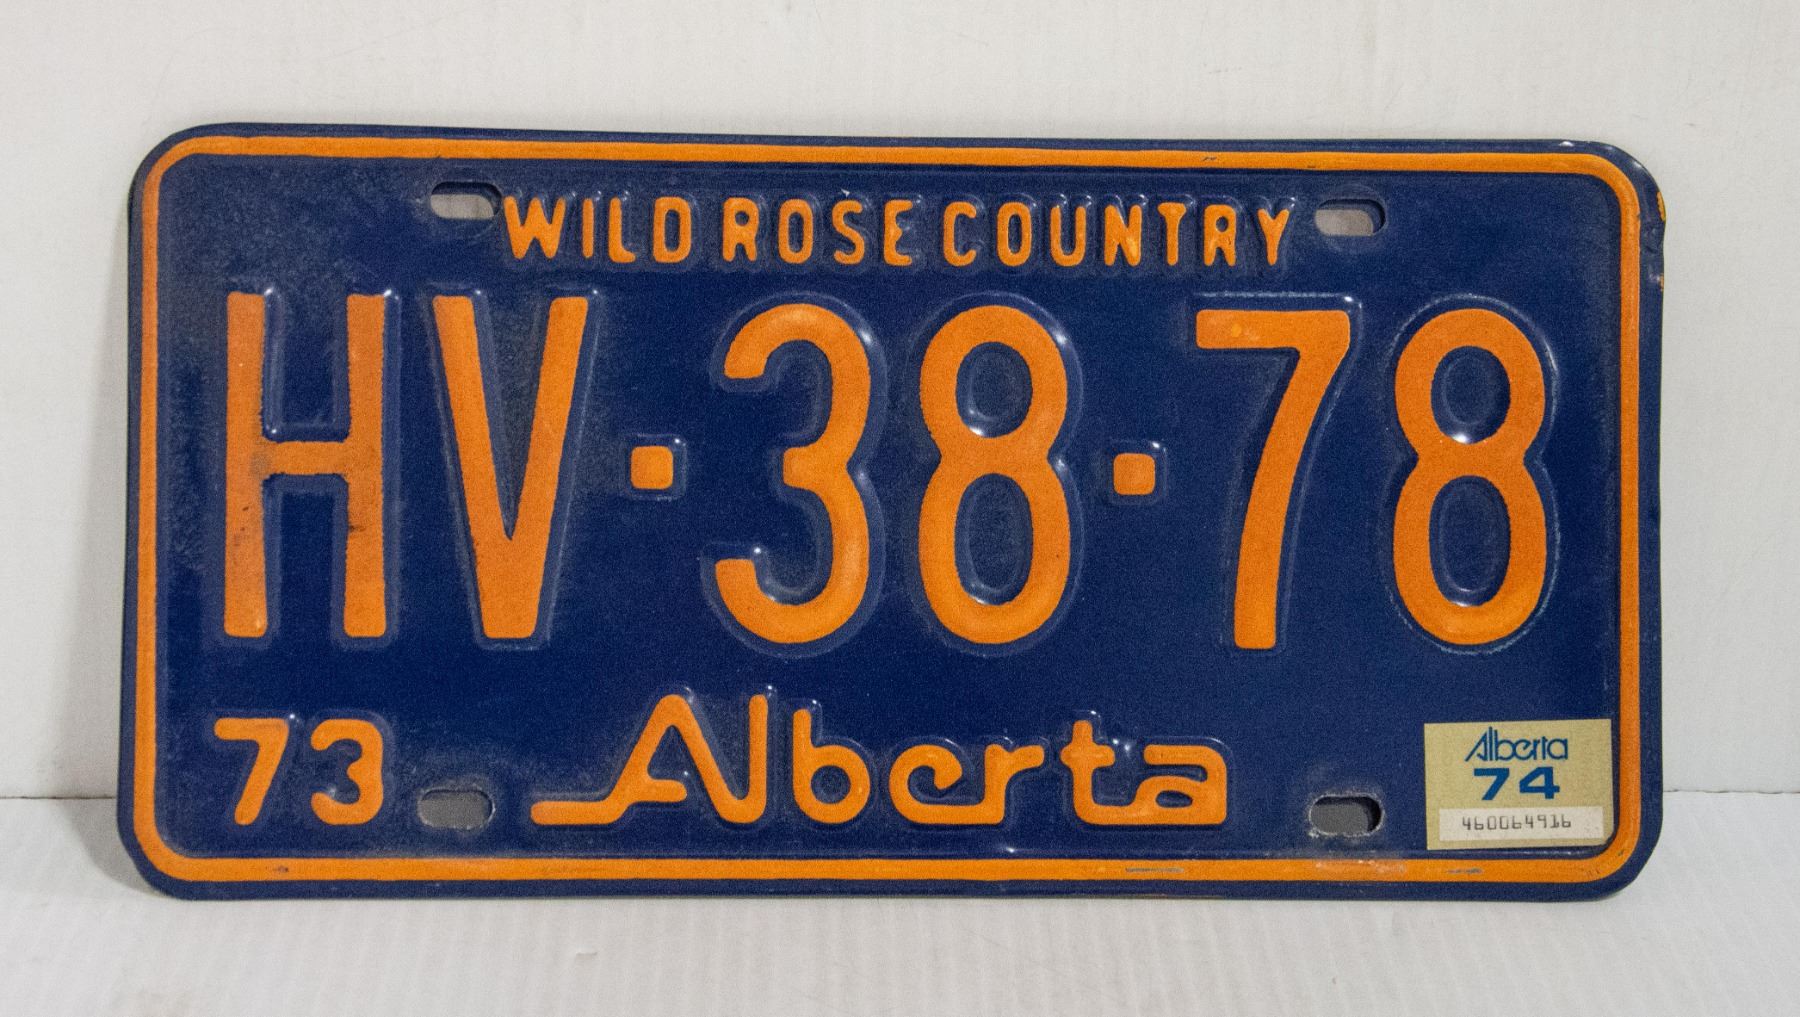 WILD ROSE COUNTRY
HV·38·78
73 Alberta
Alberta
74
460064916